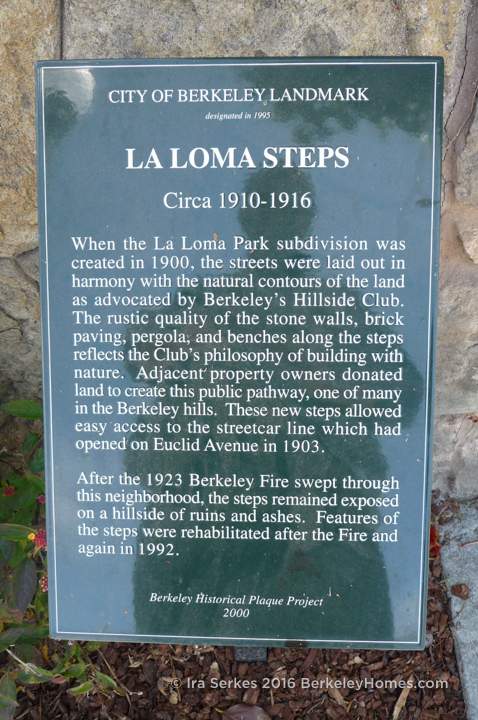 CITY OF BERKELEY LANDMARK
designated in 1995
LA LOMA STEPS
Circa 1910-1916
When the La Loma Park subdivision was
created in 1900, the streets were laid out in
harmony with the natural contours of the land
as advocated by Berkeley's Hillside Club.
The rustic quality of the stone walls, brick
paving, pergola, and benches along the steps
reflects the Club's philosophy of building with
nature. Adjacent property owners donated
land to create this public pathway, one of many
in the Berkeley hills. These new steps allowed
easy access to the streetcar line which had
opened on Euclid Avenue in 1903.
After the 1923 Berkeley Fire swept through
this neighborhood, the steps remained exposed
on a hillside of ruins and ashes. Features of
the steps were rehabilitated after the Fire and
again in 1992.
Berkeley Historical Plaque Project
2000
© Ira Serkes 2016 BerkeleyHomes.com